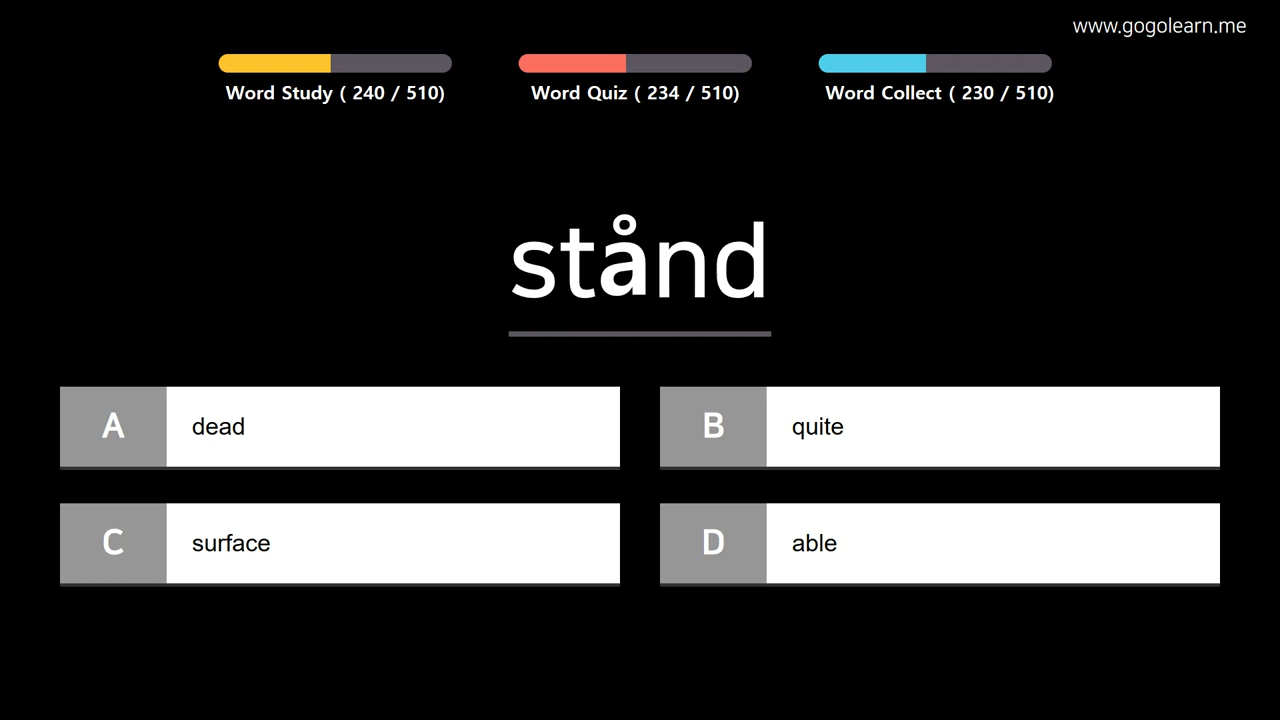 www.gogolearn.me
Word Study ( 240 / 510)
Word Quiz ( 234 / 510)
Word Collect ( 230 / 510)
stånd
A dead
B quite
C surface
D able